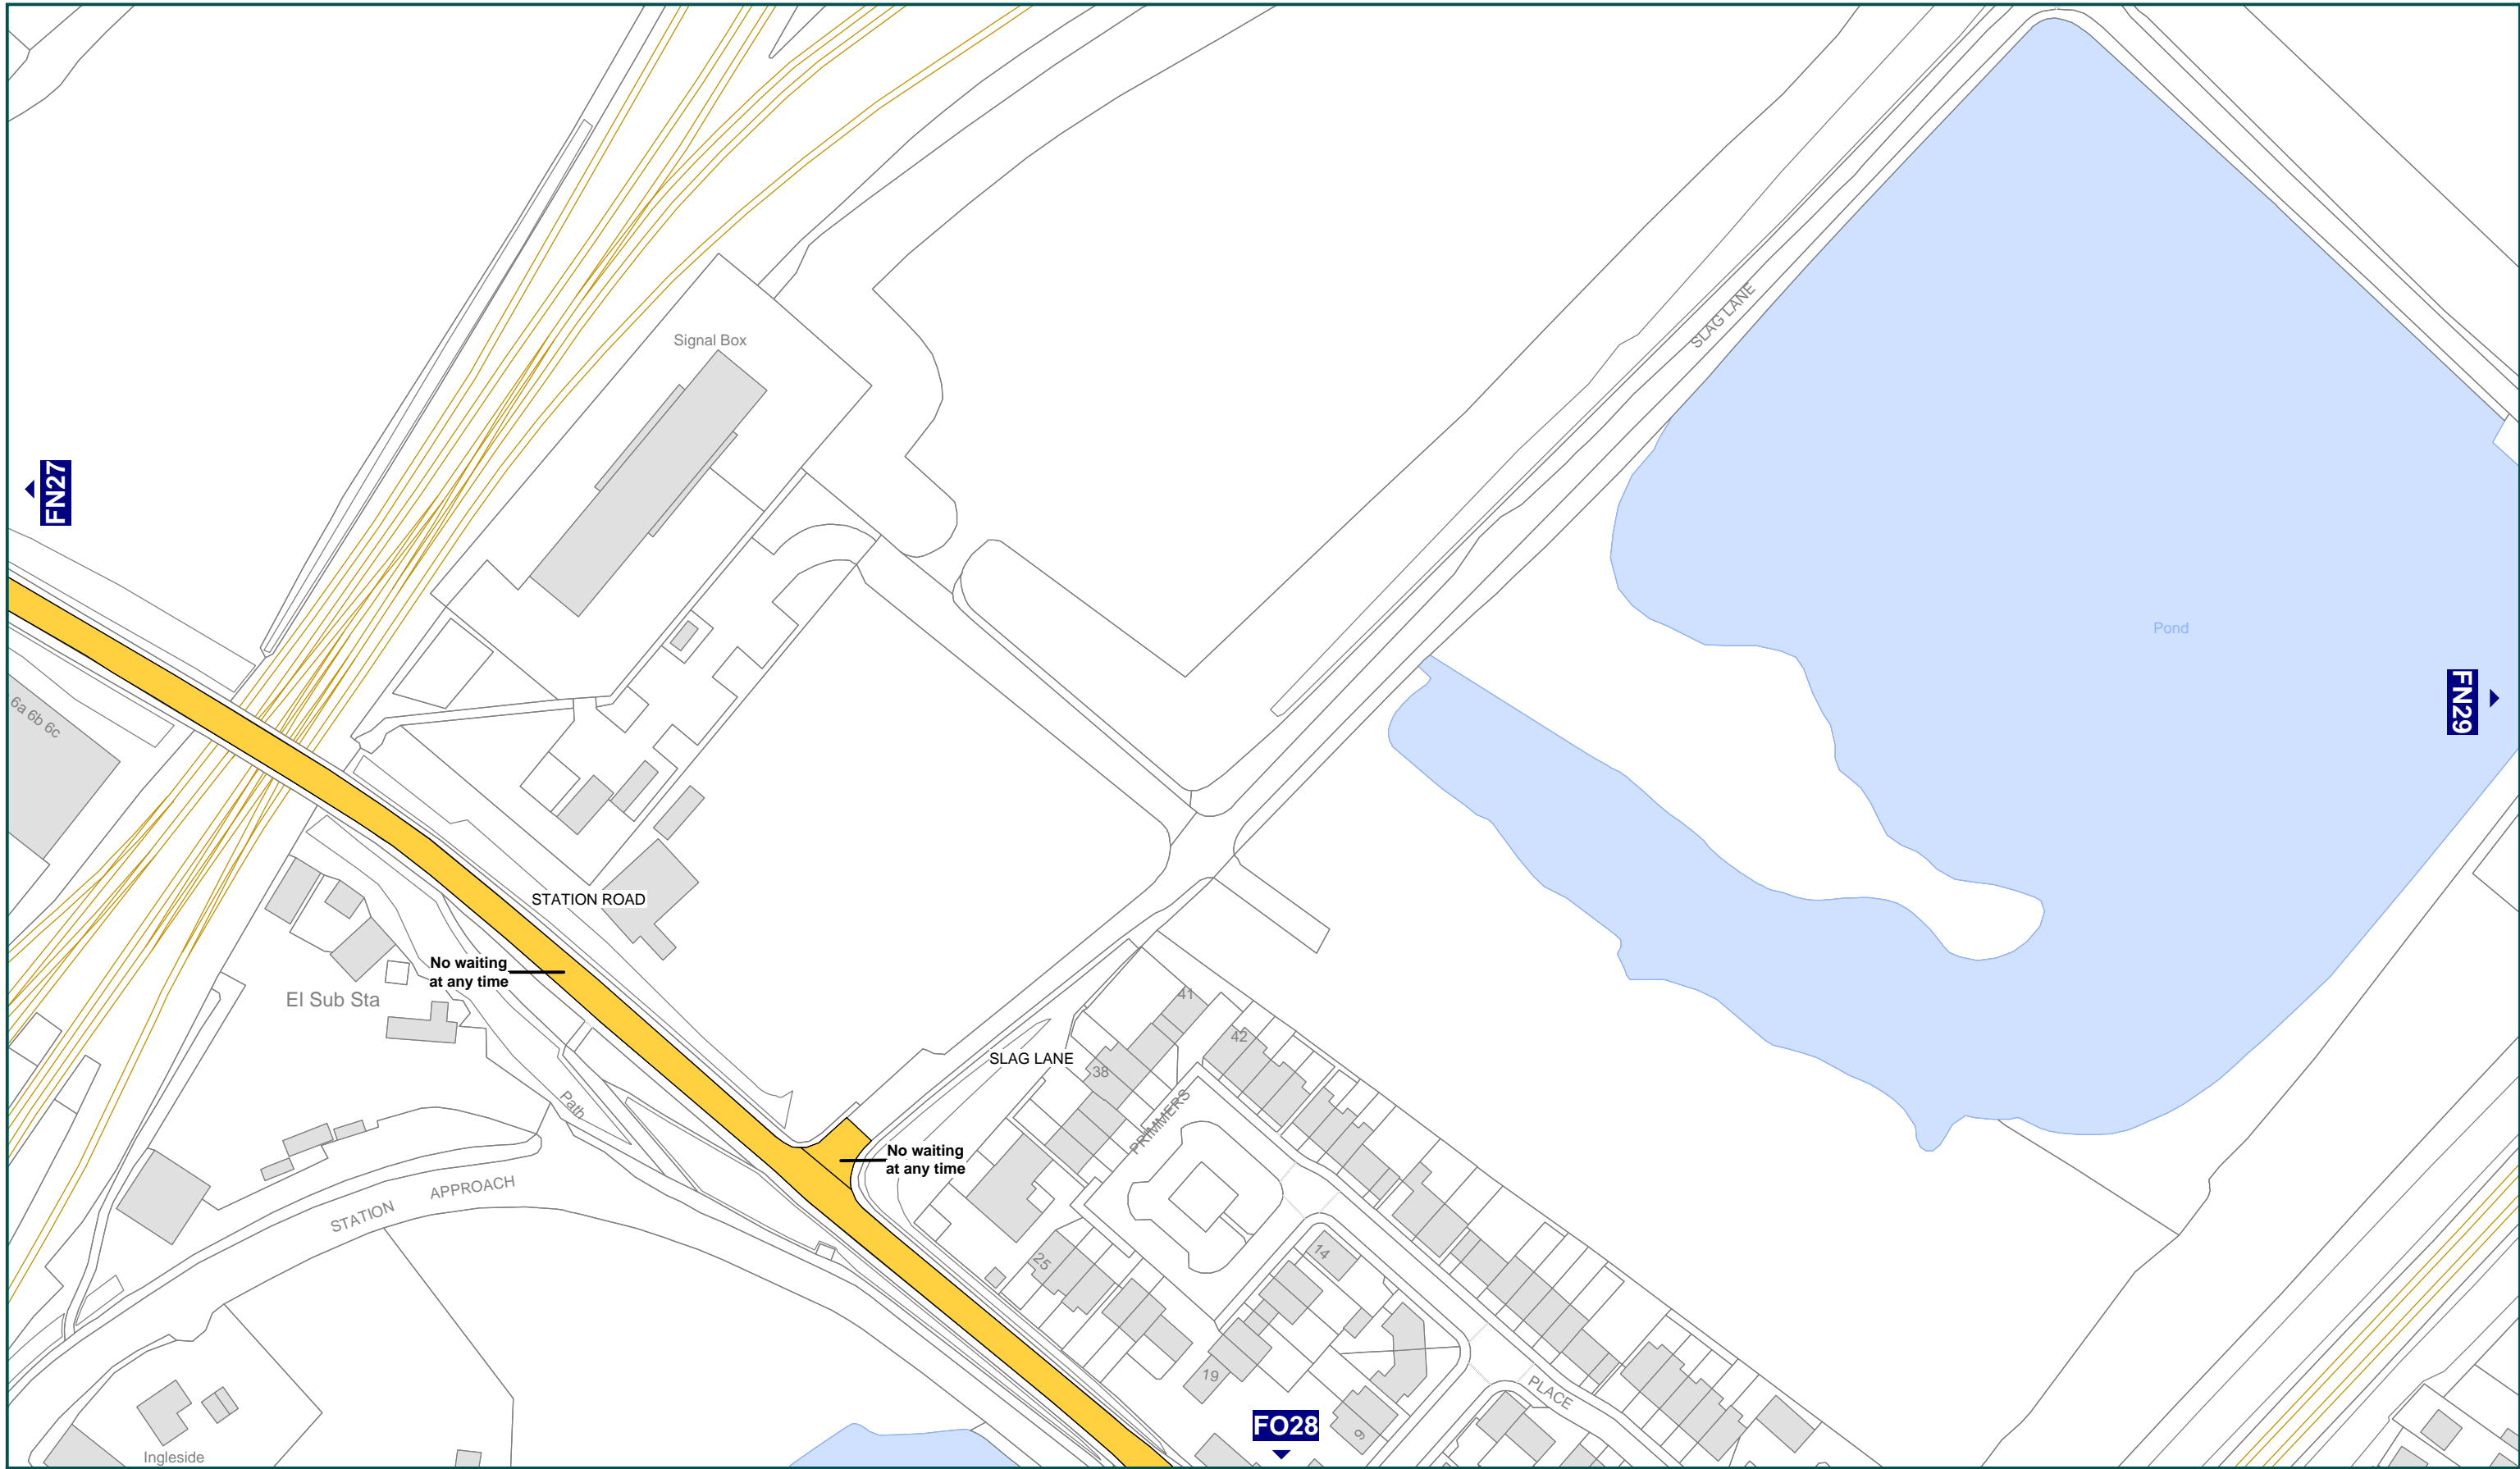 SLAG LANE
Signal Box
FN27
Pond
FN29
6a 6b 6c
STATION ROAD
No waiting
at any time
El Sub Sta
41
42
SLAG LANE
38
Path
PRIMMERS
No waiting
at any time
STATION APPROACH
25
14
19
PLACE
FO28
9
Ingleside